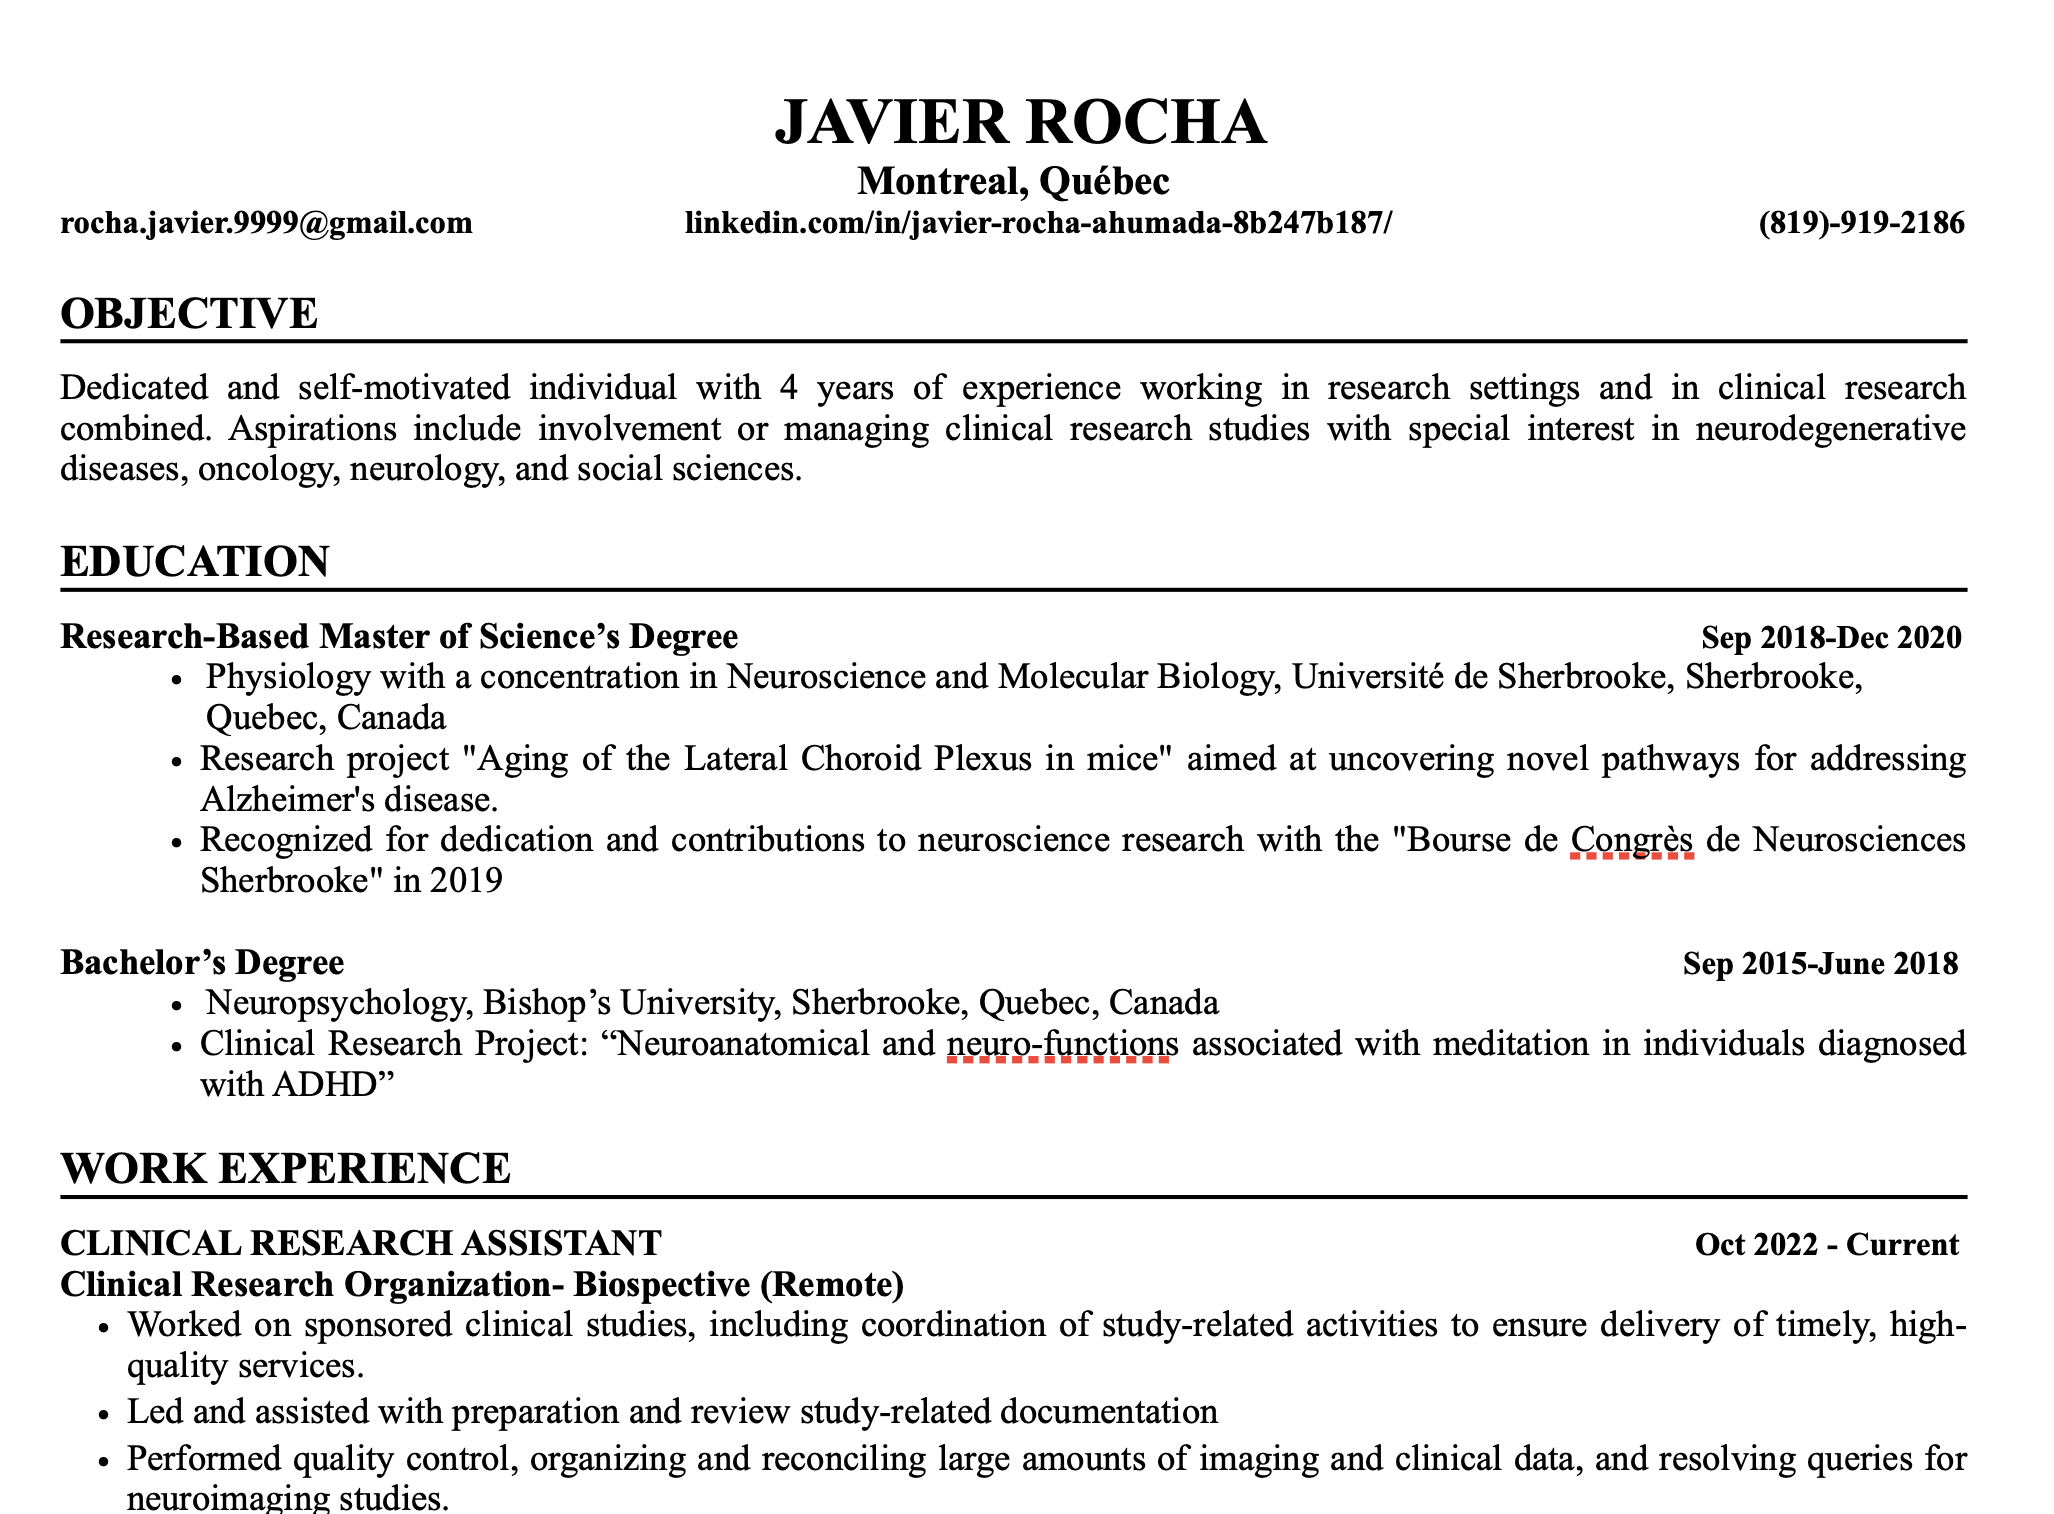 JAVIER ROCHA
Montreal, Québec
rocha.javier.9999@gmail.com linkedin.com/in/javier-rocha-ahumada-8b247b187/ (819)-919-2186
OBJECTIVE
Dedicated and self-motivated individual with 4 years of experience working in research settings and in clinical research
combined. Aspirations include involvement or managing clinical research studies with special interest in neurodegenerative
diseases, oncology, neurology, and social sciences.
EDUCATION
Research-Based Master of Science’s Degree Sep 2018-Dec 2020
• Physiology with a concentration in Neuroscience and Molecular Biology, Université de Sherbrooke, Sherbrooke,
Quebec, Canada
• Research project "Aging of the Lateral Choroid Plexus in mice" aimed at uncovering novel pathways for addressing
Alzheimer's disease.
• Recognized for dedication and contributions to neuroscience research with the "Bourse de Congrès de Neurosciences
Sherbrooke" in 2019
Bachelor’s Degree Sep 2015-June 2018
• Neuropsychology, Bishop’s University, Sherbrooke, Quebec, Canada
• Clinical Research Project: “Neuroanatomical and neuro-functions associated with meditation in individuals diagnosed
with ADHD”
WORK EXPERIENCE
CLINICAL RESEARCH ASSISTANT Oct 2022 - Current
Clinical Research Organization- Biospective (Remote)
• Worked on sponsored clinical studies, including coordination of study-related activities to ensure delivery of timely, high-
quality services.
• Led and assisted with preparation and review study-related documentation
• Performed quality control, organizing and reconciling large amounts of imaging and clinical data, and resolving queries for
neuroimaging studies.